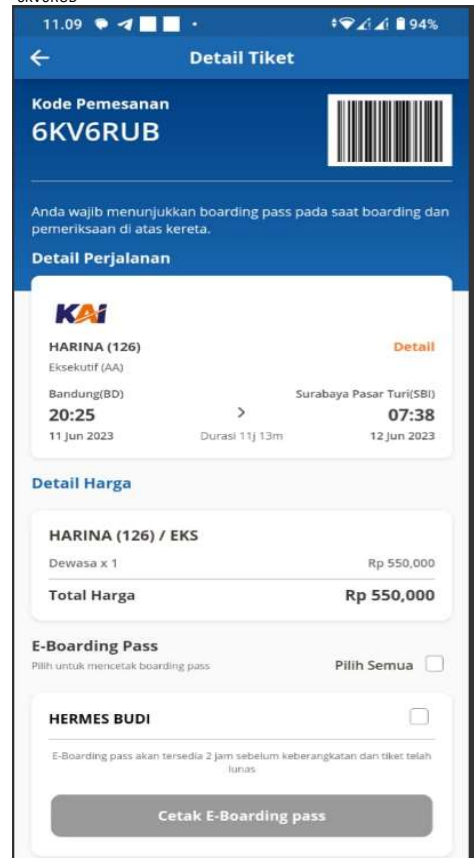 11.09 94%
Detail Tiket
Kode Pemesanan
6KV6RUB
Anda wajib menunjukkan boarding pass pada saat boarding dan
pemeriksaan di atas kereta.
Detail Perjalanan
KAI
HARINA (126) Detail
Eksekutif (AA)
Bandung(BD) Surabaya Pasar Turi(SBI)
20:25 > 07:38
11 Jun 2023 Durasi 11j 13m 12 Jun 2023
Detail Harga
HARINA (126) / EKS
Dewasa x 1 Rp 550,000
Total Harga Rp 550,000
E-Boarding Pass
Pilih untuk mencetak boarding pass Pilih Semua
HERMES BUDI
E-Boarding pass akan tersedia 2 jam sebelum keberangkatan dan tiket telah
lunas
Cetak E-Boarding pass